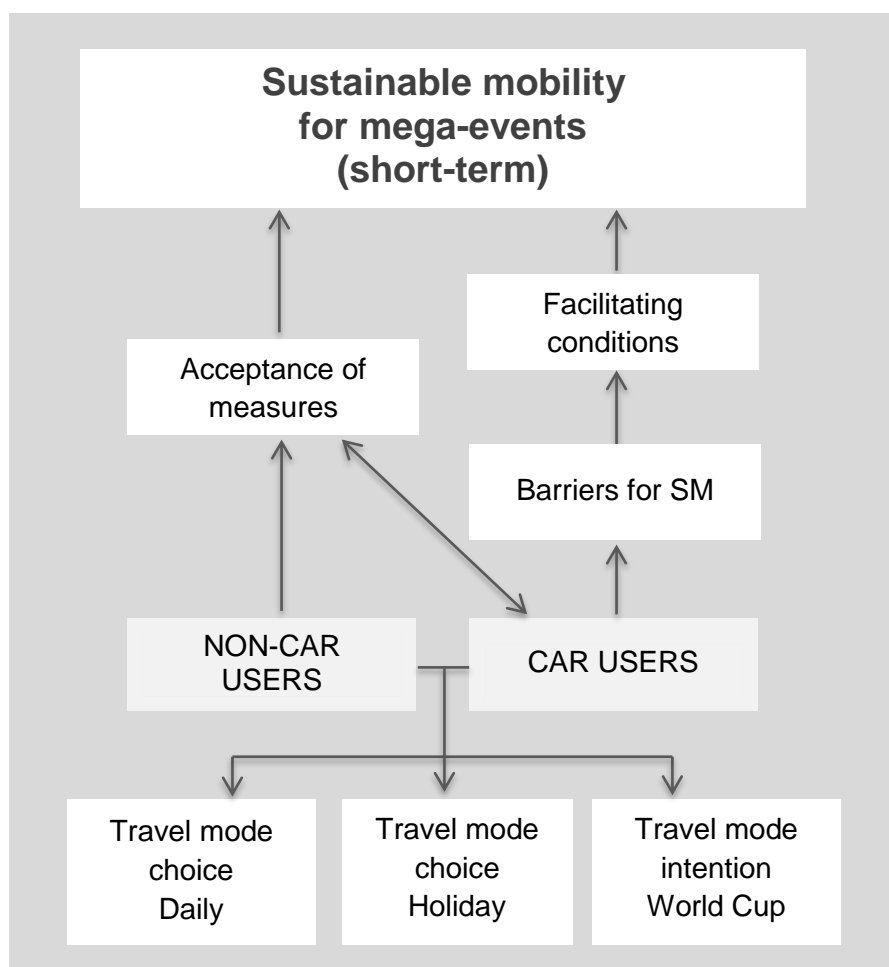 Sustainable mobility
for mega-events
(short-term)
Facilitating
conditions
Acceptance of
measures
Barriers for SM
NON-CAR
USERS
CAR USERS
Travel mode
choice
Daily
Travel mode
choice
Holiday
Travel mode
intention
World Cup